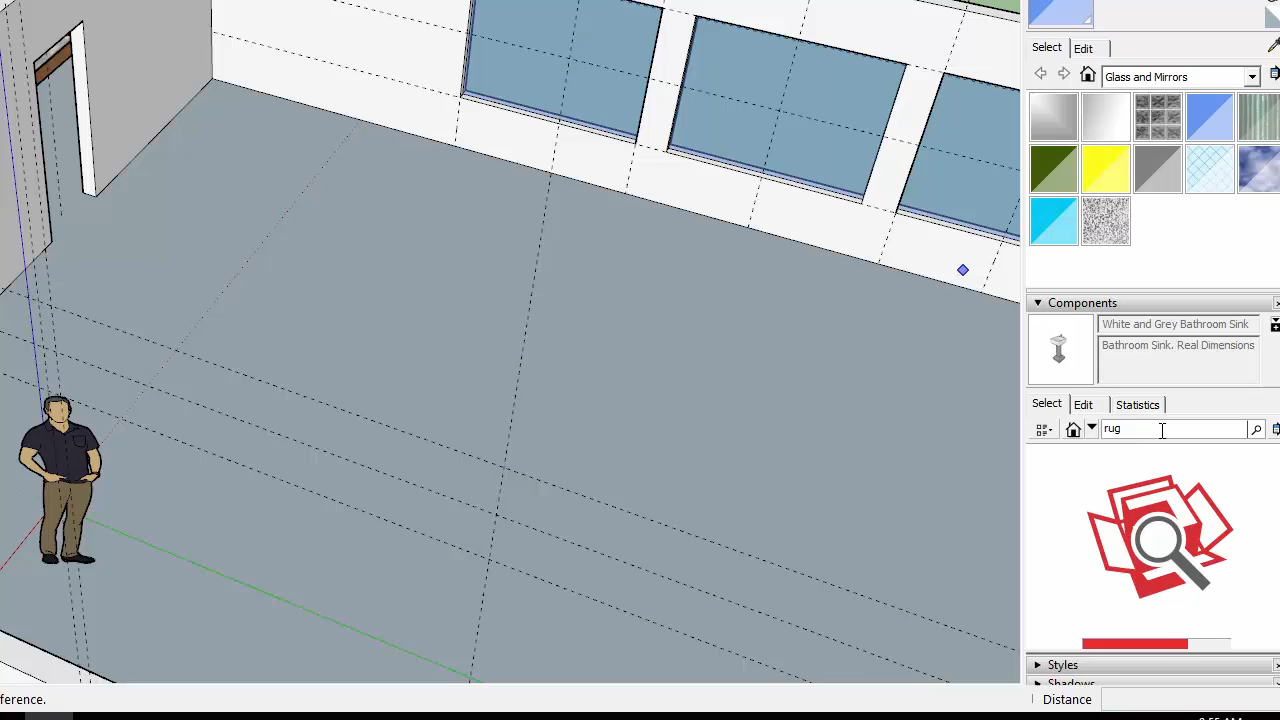 Select
Edit
Glass and Mirrors
Components
White and Grey Bathroom Sink
Bathroom Sink. Real Dimensions
Select
Edit
Statistics
rug
Styles
Shadows
ference.
Distance